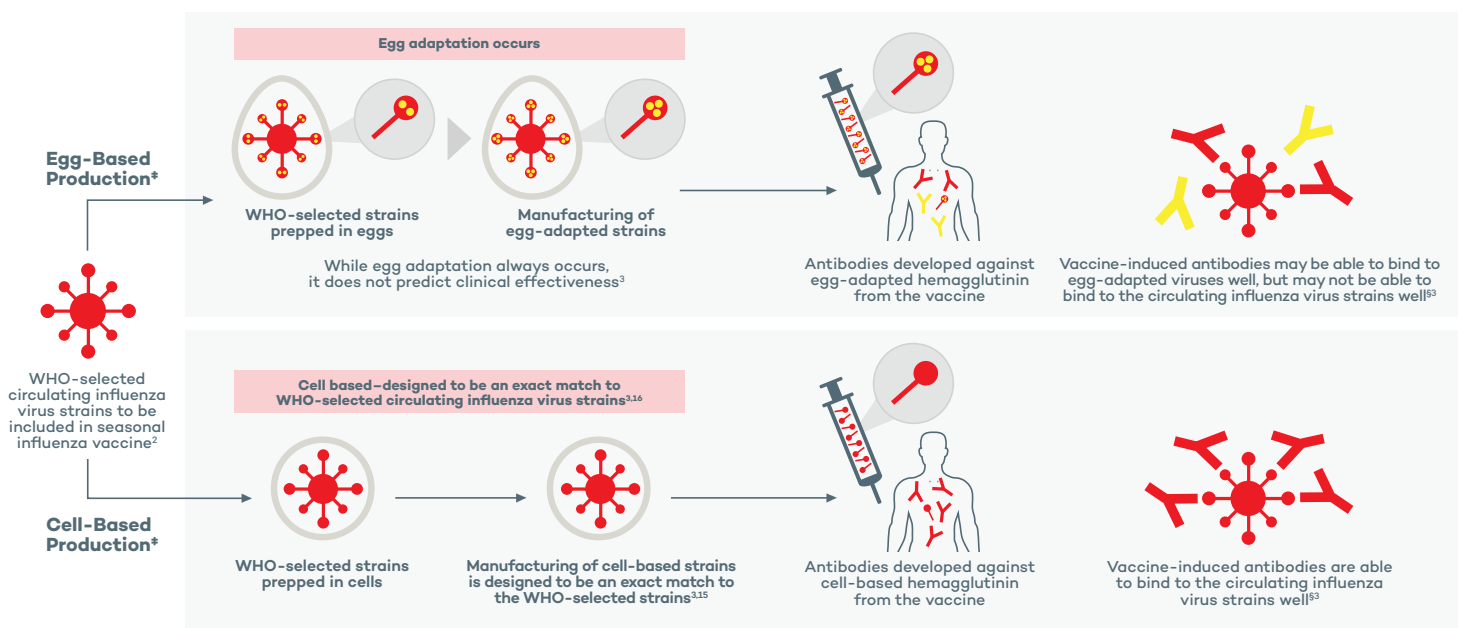 Egg adaptation occurs
Egg-Based
Production‡
WHO-selected strains
prepped in eggs
Manufacturing of
egg-adapted strains
While egg adaptation always occurs,
it does not predict clinical effectiveness³
Antibodies developed against
egg-adapted hemagglutinin
from the vaccine
Vaccine-induced antibodies may be able to bind to
egg-adapted viruses well, but may not be able to
bind to the circulating influenza virus strains well§³
WHO-selected
circulating influenza
virus strains to be
included in seasonal
influenza vaccine²
Cell based–designed to be an exact match to
WHO-selected circulating influenza virus strains³,¹⁶
Cell-Based
Production‡
WHO-selected strains
prepped in cells
Manufacturing of cell-based strains
is designed to be an exact match to
the WHO-selected strains³,¹⁵
Antibodies developed against
cell-based hemagglutinin
from the vaccine
Vaccine-induced antibodies are able
to bind to the circulating influenza
virus strains well§³